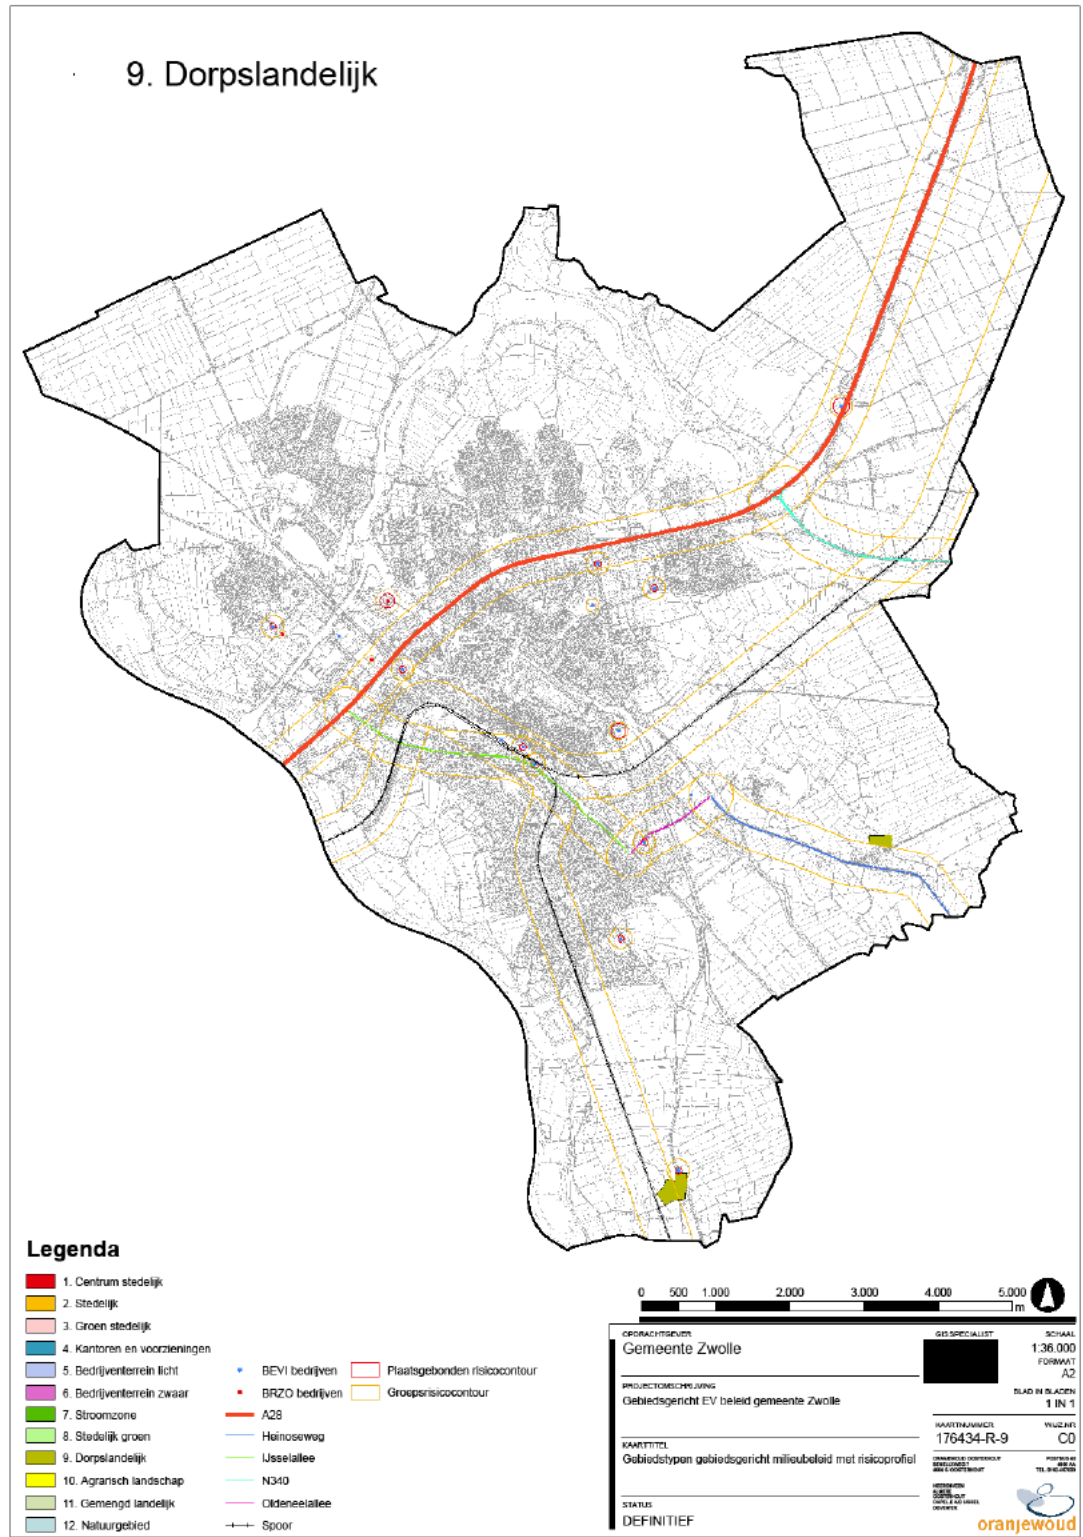 9. Dorpslandelijk
Legenda
1. Centrum stedelijk
2. Stedelijk
3. Groen stedelijk
4. Kantoren en voorzieningen
5. Bedrijventerrein licht
6. Bedrijventerrein zwaar
7. Stroomzone
8. Stedelijk groen
9. Dorpslandelijk
10. Agrarisch landschap
11. Gemengd landelijk
12. Natuurgebied
BEVI bedrijven
BRZO bedrijven
A28
Heinoseweg
IJsselallee
N340
Oldeneelallee
Spoor
Plaatsgebonden risicocontour
Groepsrisicocontour
0 500 1.000 2.000 3.000 4.000 5.000
m
OPDRACHTGEVER
Gemeente Zwolle
GIS SPECIALIST
SCHAAL
1:36.000
FORMAAT
A2
PROJECTOMSCHRIJVING
Gebiedsgericht EV beleid gemeente Zwolle
BLAD IN BLADEN
1 IN 1
KAARTNUMMER
176434-R-9
WIJZ.NR
C0
KAARTTITEL
Gebiedstypen gebiedsgericht milieubeleid met risicoprofiel
STATUS
DEFINITIEF
oranjewoud